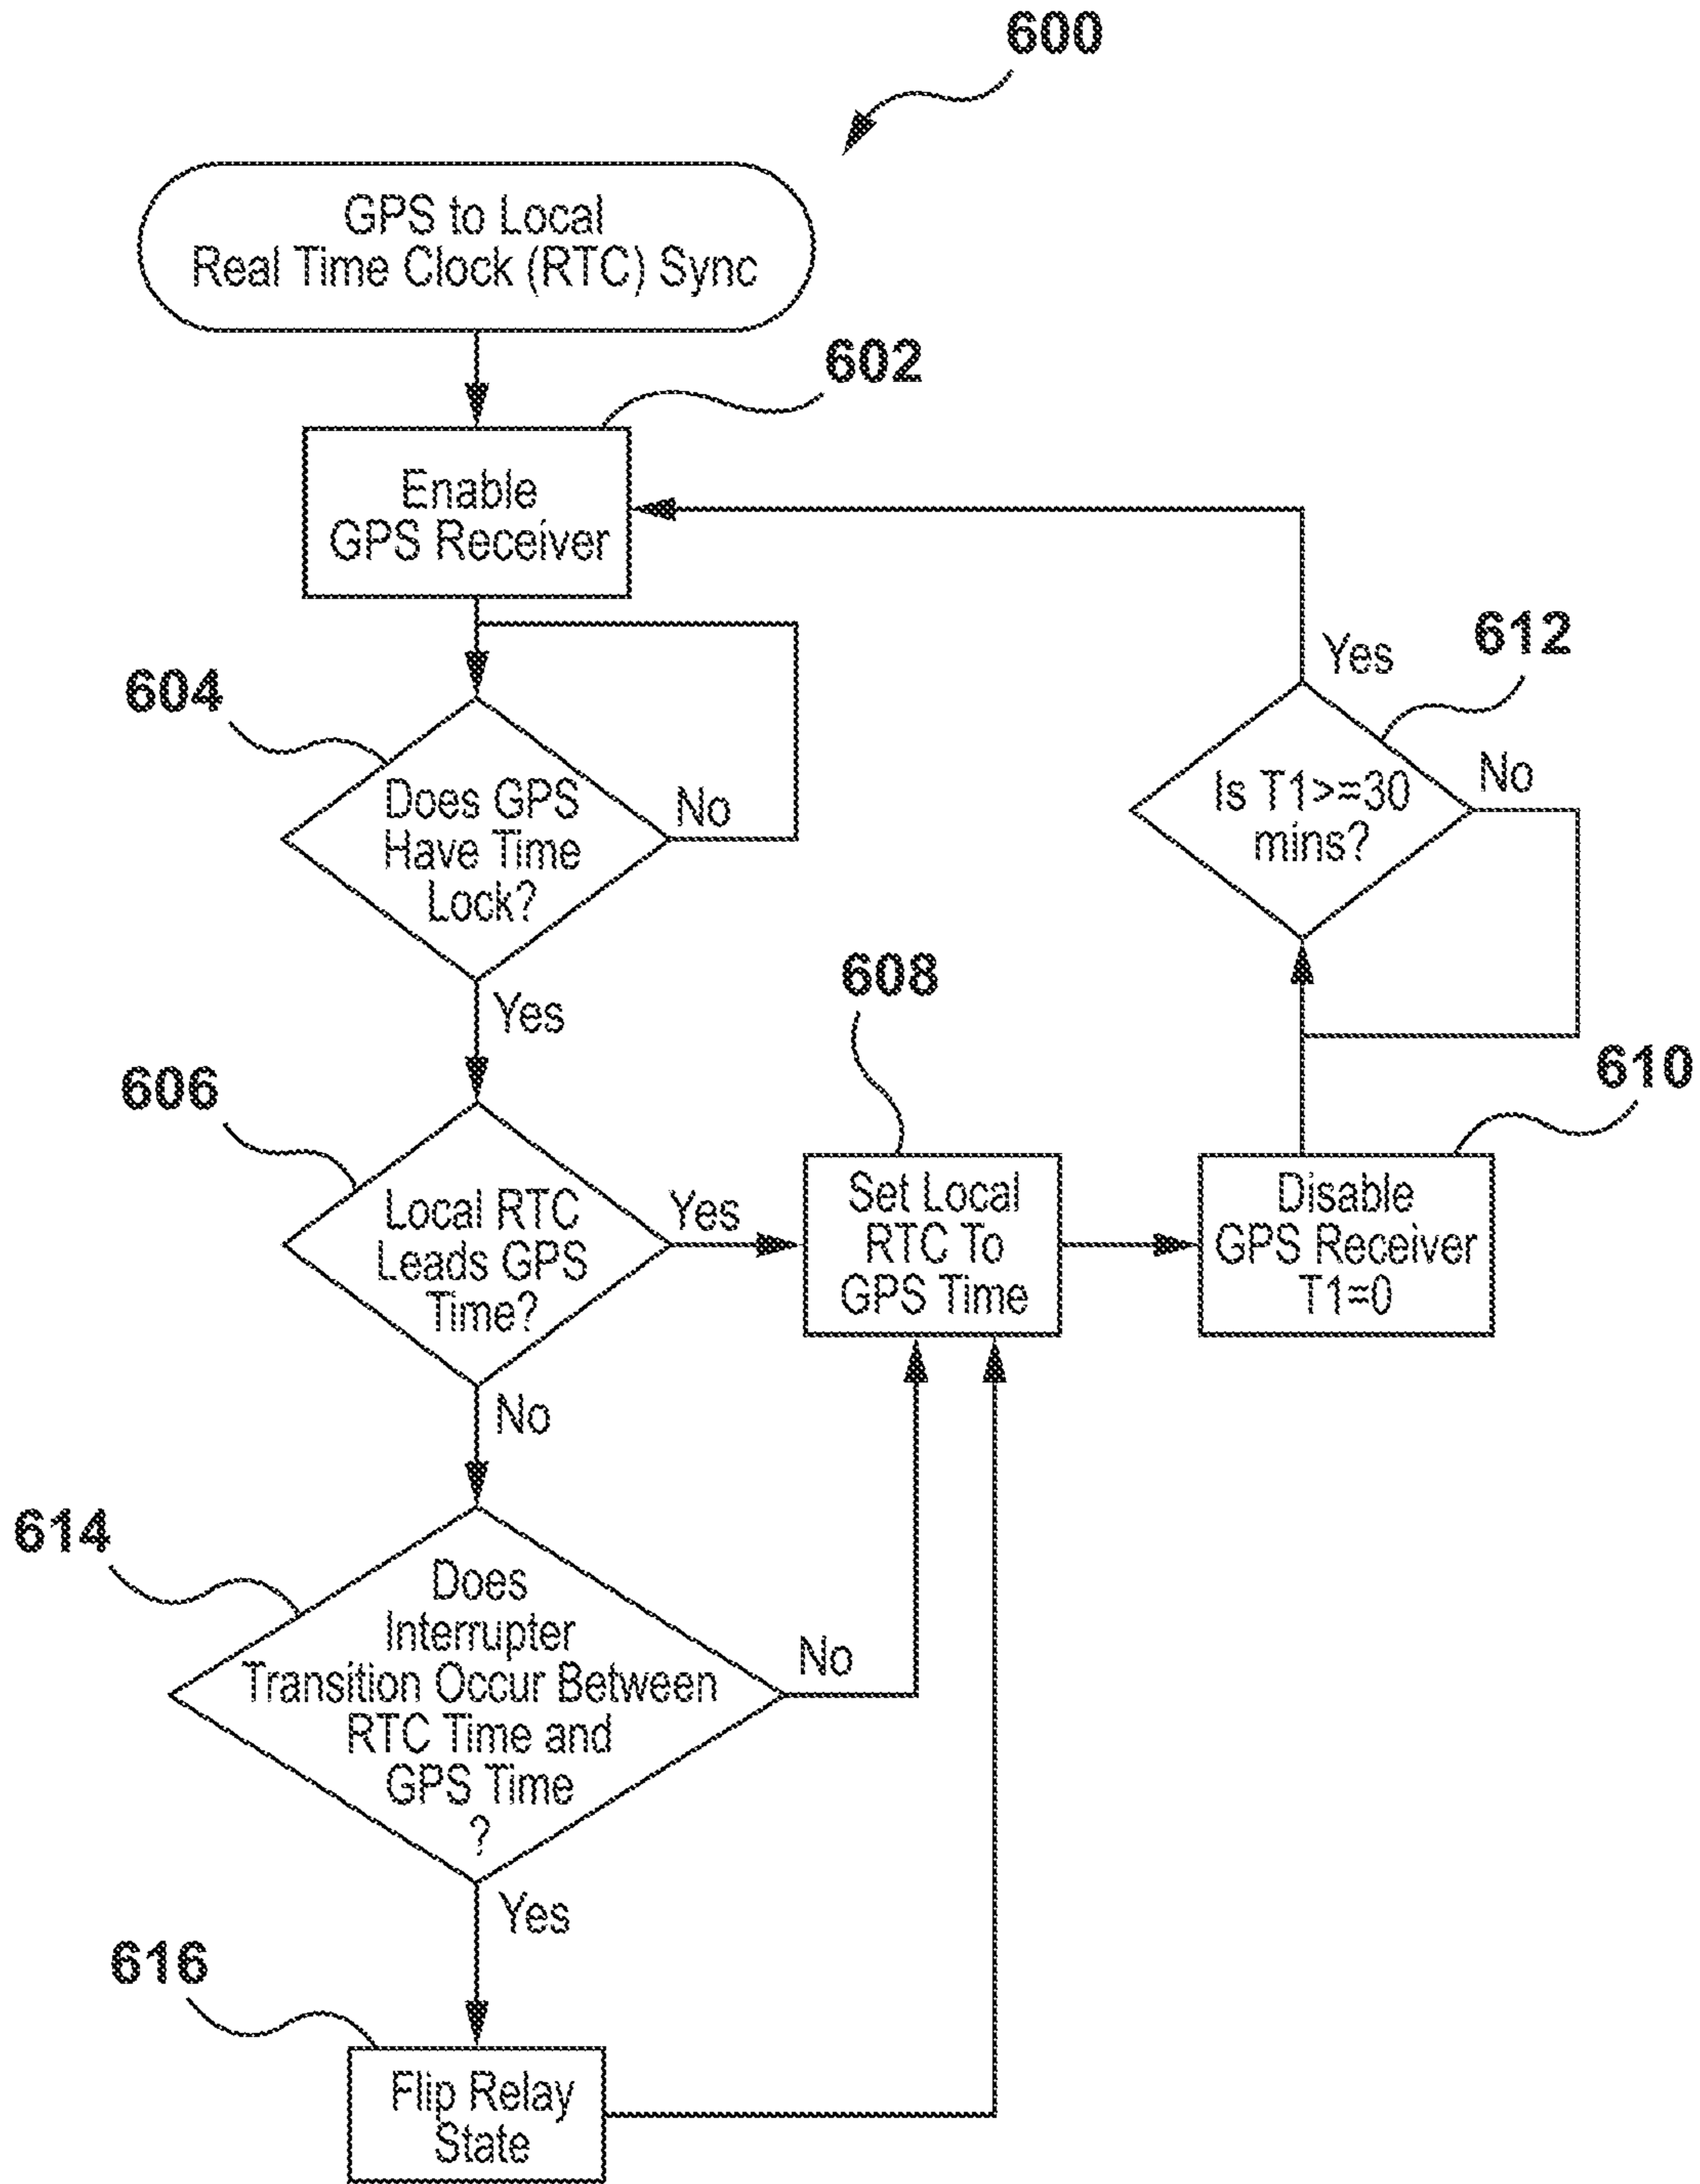 600
GPS to Local
Real Time Clock (RTC) Sync
602
Enable
GPS Receiver
604
Does GPS
Have Time
Lock?
No
Yes
612
Yes
Is T1>=30
mins?
No
606
Local RTC
Leads GPS
Time?
Yes
No
608
Set Local
RTC To
GPS Time
610
Disable
GPS Receiver
T1=0
614
Does
Interrupter
Transition Occur Between
RTC Time and
GPS Time
?
No
Yes
616
Flip Relay
State